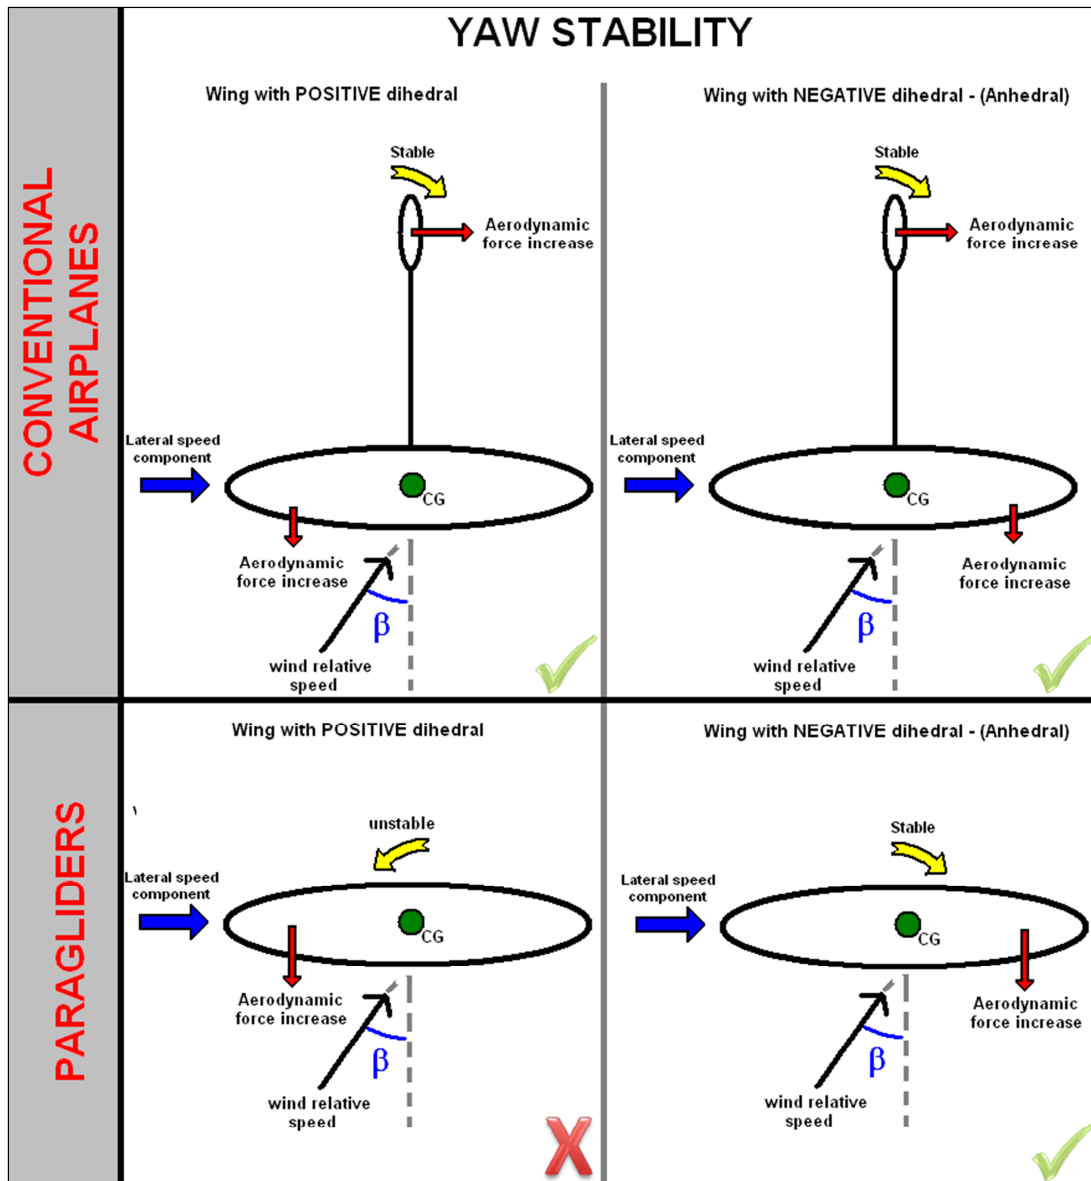 YAW STABILITY
CONVENTIONAL
AIRPLANES
Wing with POSITIVE dihedral
Stable
Aerodynamic
force increase
Lateral speed
component
CG
Aerodynamic
force increase
β
wind relative
speed
Wing with NEGATIVE dihedral - (Anhedral)
Stable
Aerodynamic
force increase
Lateral speed
component
CG
Aerodynamic
force increase
β
wind relative
speed
PARAGLIDERS
Wing with POSITIVE dihedral
unstable
Lateral speed
component
CG
Aerodynamic
force increase
β
wind relative
speed
Wing with NEGATIVE dihedral - (Anhedral)
Stable
Lateral speed
component
CG
Aerodynamic
force increase
β
wind relative
speed